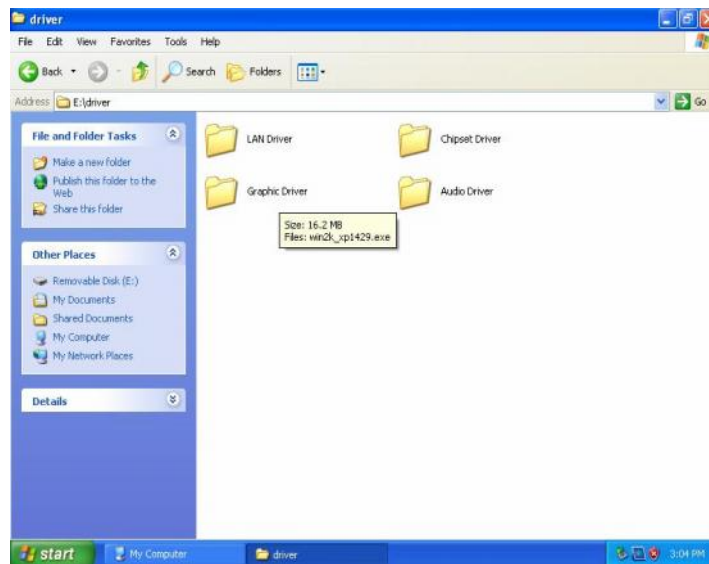 driver
File Edit View Favorites Tools Help
Back Search Folders
Address E:\driver Go
File and Folder Tasks
Make a new folder
Publish this folder to the
Web
Share this folder
Other Places
Removable Disk (E:)
My Documents
Shared Documents
My Computer
My Network Places
Details
LAN Driver Chipset Driver
Graphic Driver Audio Driver
Size: 16.2 MB
Files: win2k_xp1429.exe
start My Computer driver 3:04 PM